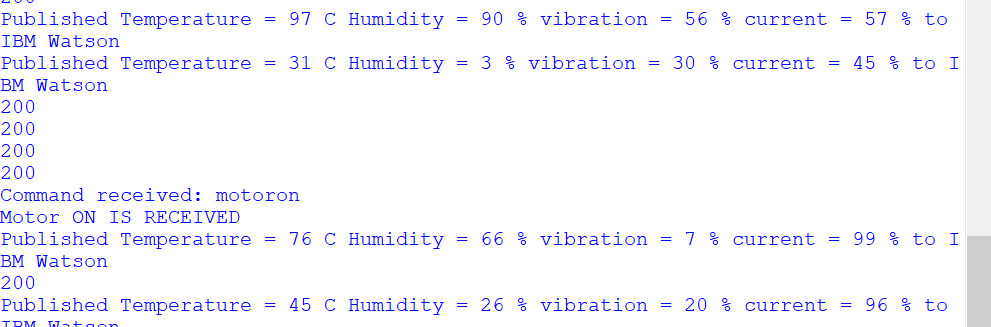 200
Published Temperature = 97 C Humidity = 90 % vibration = 56 % current = 57 % to
IBM Watson
Published Temperature = 31 C Humidity = 3 % vibration = 30 % current = 45 % to I
BM Watson
200
200
200
200
Command received: motoron
Motor ON IS RECEIVED
Published Temperature = 76 C Humidity = 66 % vibration = 7 % current = 99 % to I
BM Watson
200
Published Temperature = 45 C Humidity = 26 % vibration = 20 % current = 96 % to
IBM Watson